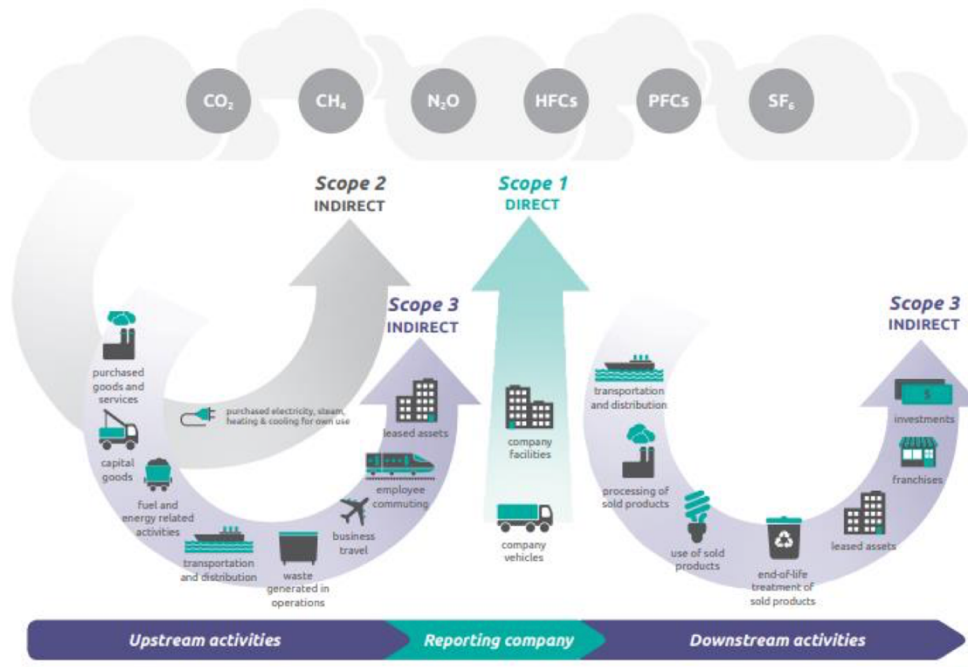 CO₂
CH₄
N₂O
HFCs
PFCs
SF₆
Scope 2
INDIRECT
Scope 1
DIRECT
Scope 3
INDIRECT
Scope 3
INDIRECT
purchased
goods and
services
capital
goods
fuel and
energy related
activities
transportation
and distribution
waste
generated in
operations
business
travel
employee
commuting
leased assets
purchased electricity, steam,
heating & cooling for own use
company
facilities
company
vehicles
transportation
and distribution
processing of
sold products
use of sold
products
end-of-life
treatment of
sold products
leased assets
franchises
$
investments
Upstream activities
Reporting company
Downstream activities